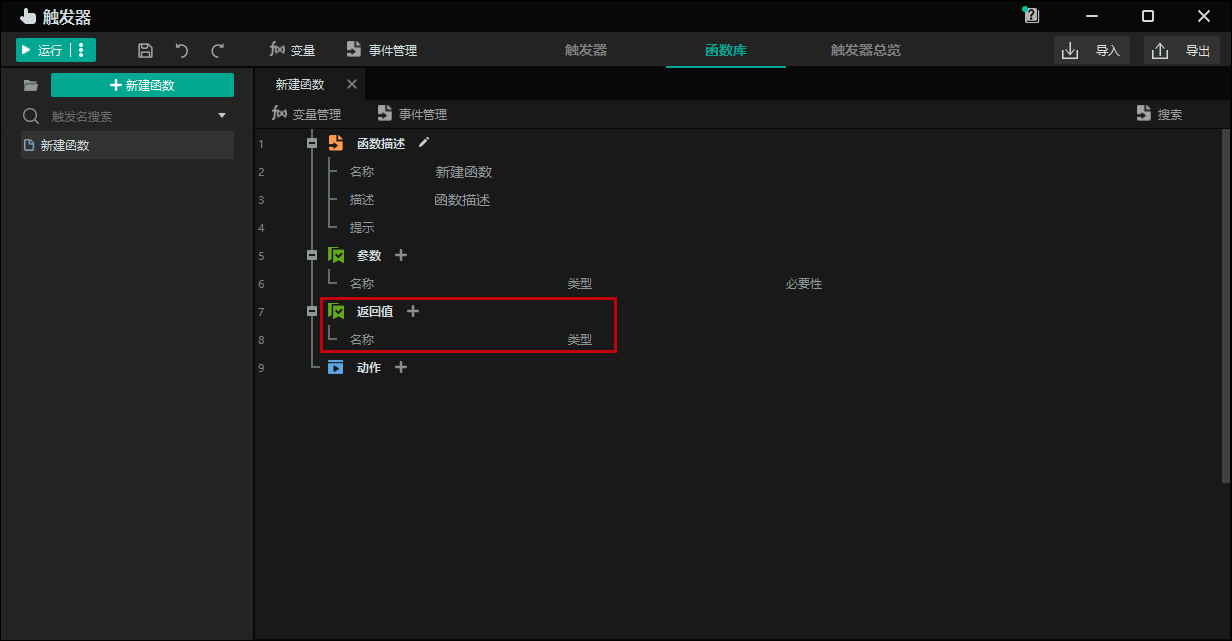 触发器
运行 变量 事件管理 触发器 函数库 触发器总览 导入 导出
新建函数 新建函数
触发名搜索 变量管理 事件管理 搜索
新建函数
1 函数描述
2 名称 新建函数
3 描述 函数描述
4 提示
5 参数
6 名称 类型 必要性
7 返回值
8 名称 类型
9 动作